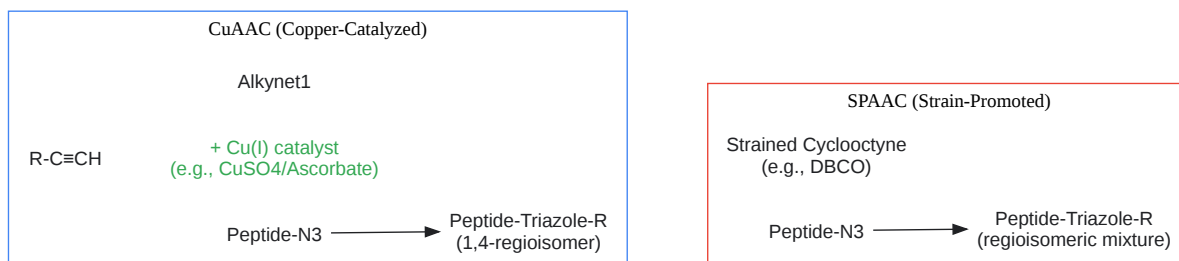 CuAAC (Copper-Catalyzed)
Alkynet1
R-C≡CH
+ Cu(I) catalyst
(e.g., CuSO4/Ascorbate)
Peptide-N3
Peptide-Triazole-R
(1,4-regioisomer)
SPAAC (Strain-Promoted)
Strained Cyclooctyne
(e.g., DBCO)
Peptide-N3
Peptide-Triazole-R
(regioisomeric mixture)